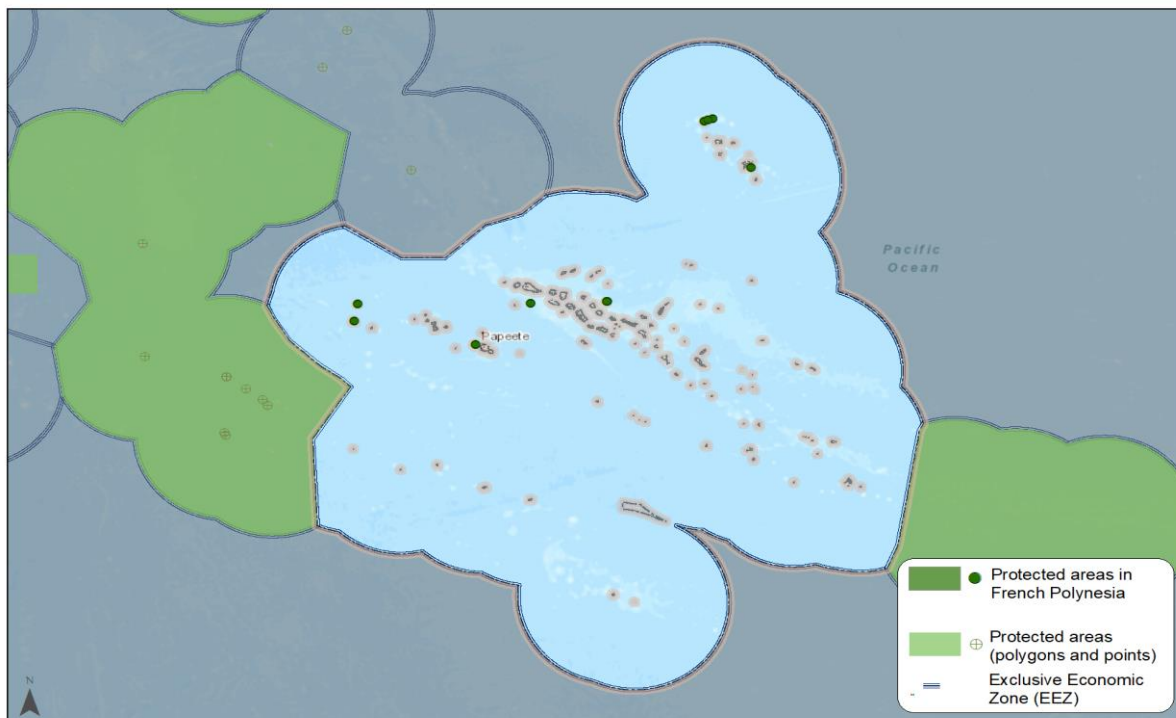 Pacific
Ocean
Papeete
N
Protected areas in
French Polynesia
Protected areas
(polygons and points)
Exclusive Economic
Zone (EEZ)